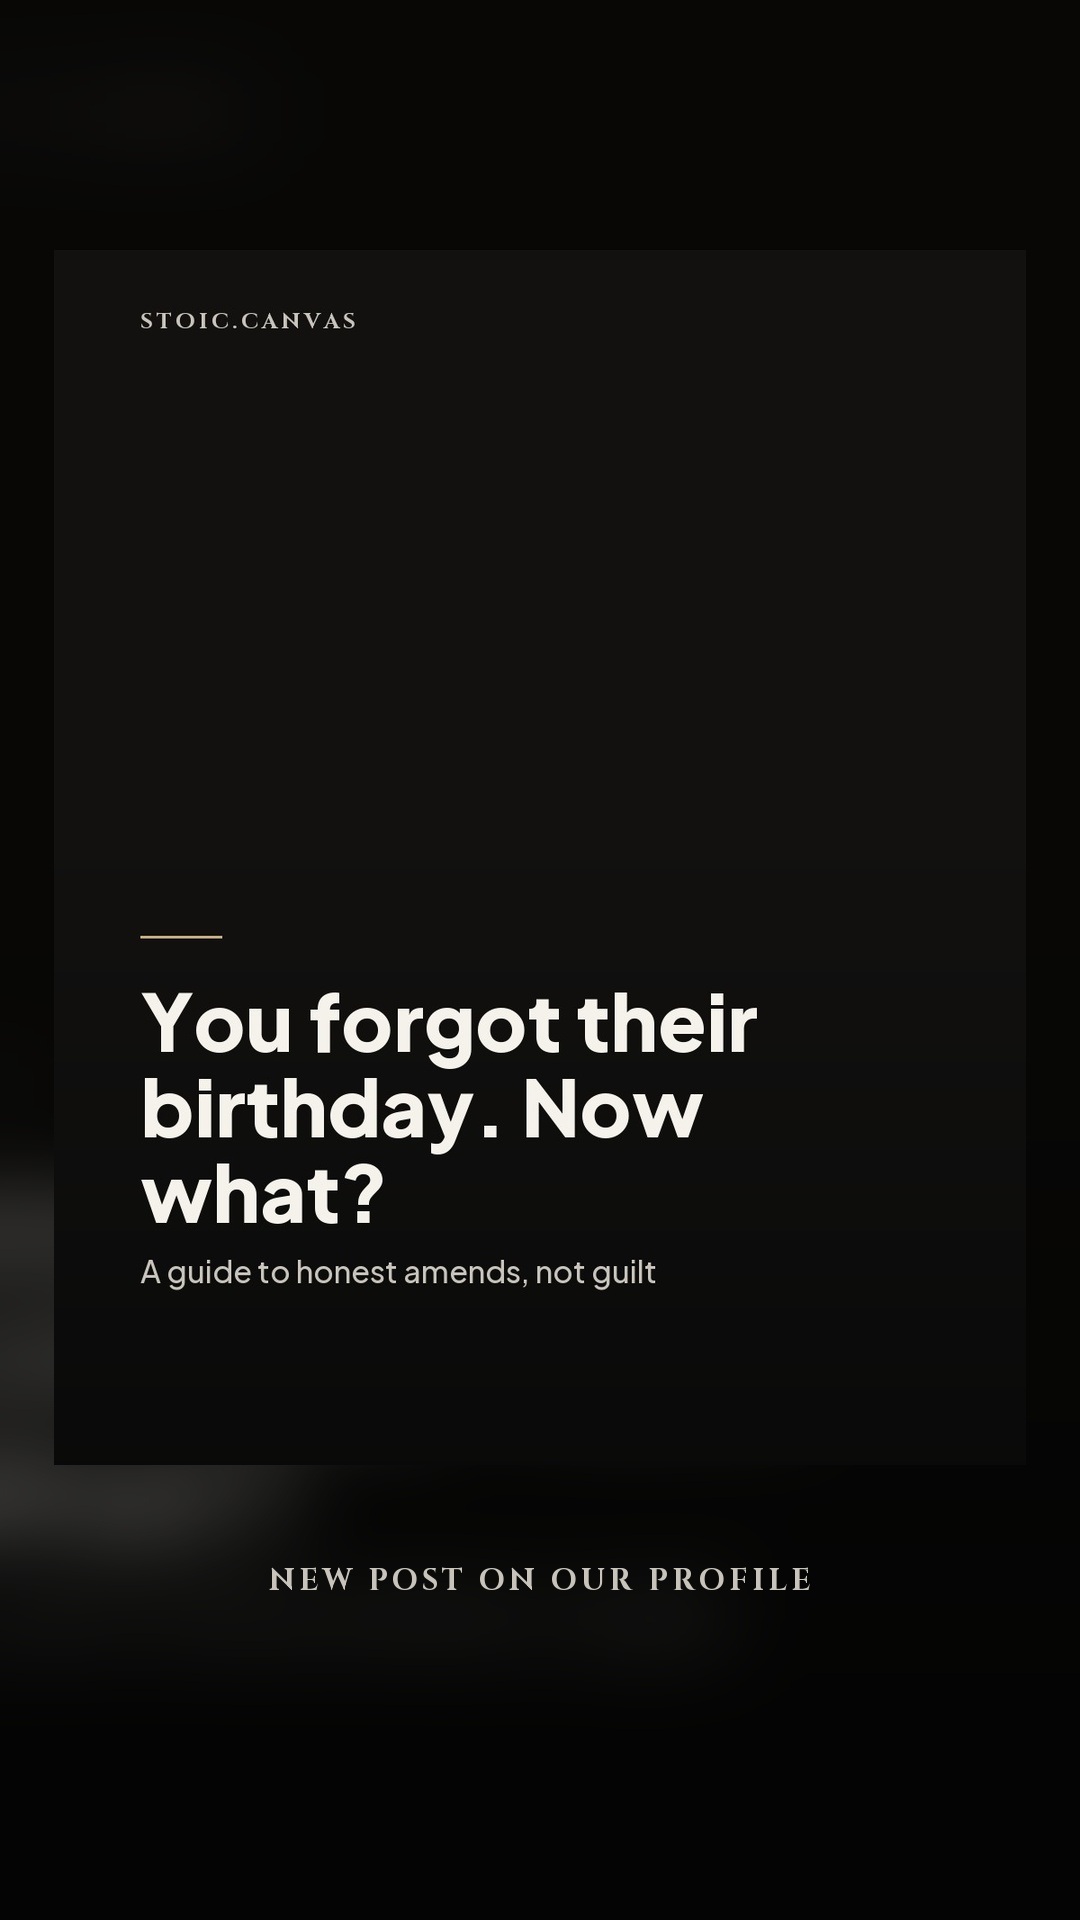 STOIC.CANVAS
You forgot their
birthday. Now
what?
A guide to honest amends, not guilt
NEW POST ON OUR PROFILE